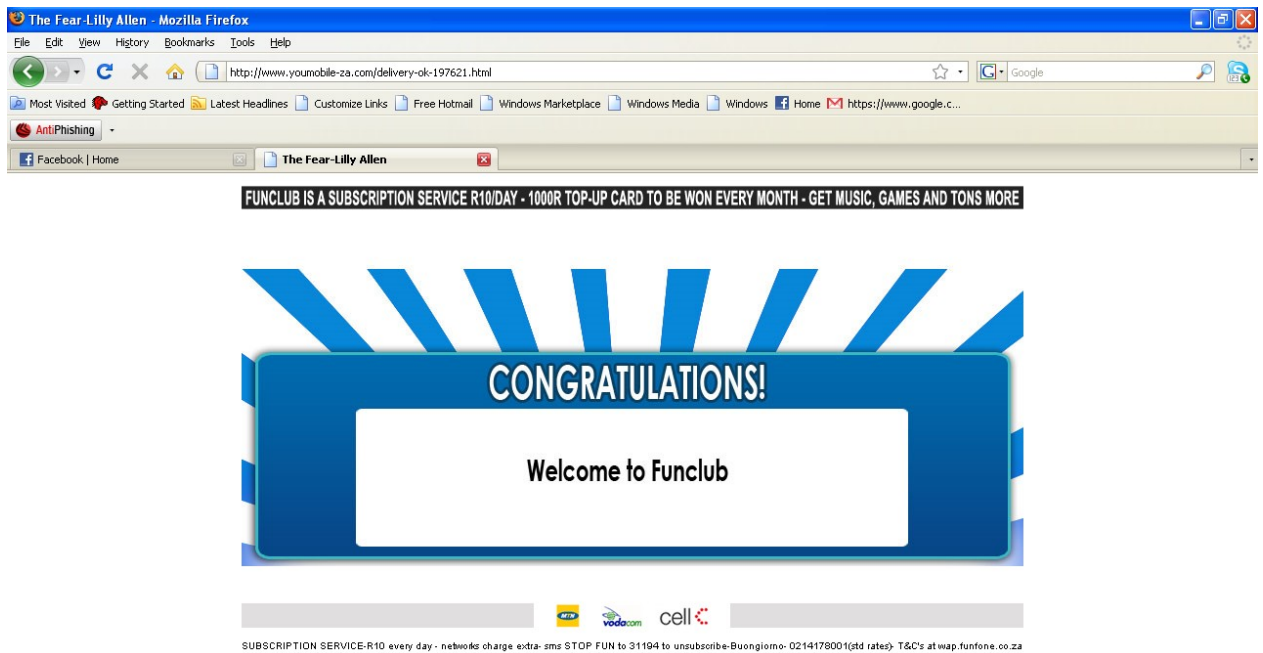 The Fear-Lilly Allen - Mozilla Firefox
File Edit View History Bookmarks Tools Help
http://www.youmobile-za.com/delivery-ok-197621.html G Google
Most Visited Getting Started Latest Headlines Customize Links Free Hotmail Windows Marketplace Windows Media Windows Home https://www.google.c...
AntiPhishing
Facebook | Home The Fear-Lilly Allen
FUNCLUB IS A SUBSCRIPTION SERVICE R10/DAY - 1000R TOP-UP CARD TO BE WON EVERY MONTH - GET MUSIC, GAMES AND TONS MORE
CONGRATULATIONS!
Welcome to Funclub
MTN vodacom cell C
SUBSCRIPTION SERVICE-R10 every day - networks charge extra- sms STOP FUN to 31194 to unsubscribe-Buongiorno- 0214178001(std rates)- T&C's at wap.funfone.co.za